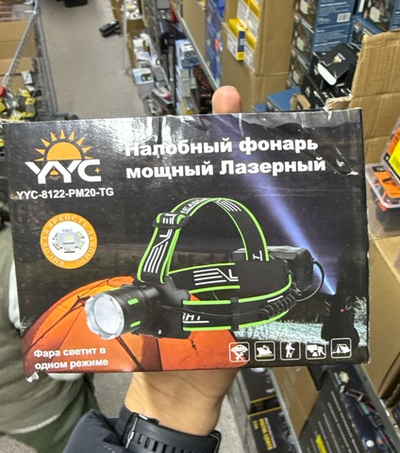 Налобный фонарь
мощный Лазерный
YYC
YYC-8122-PM20-TG
Фара светит в
одном режиме